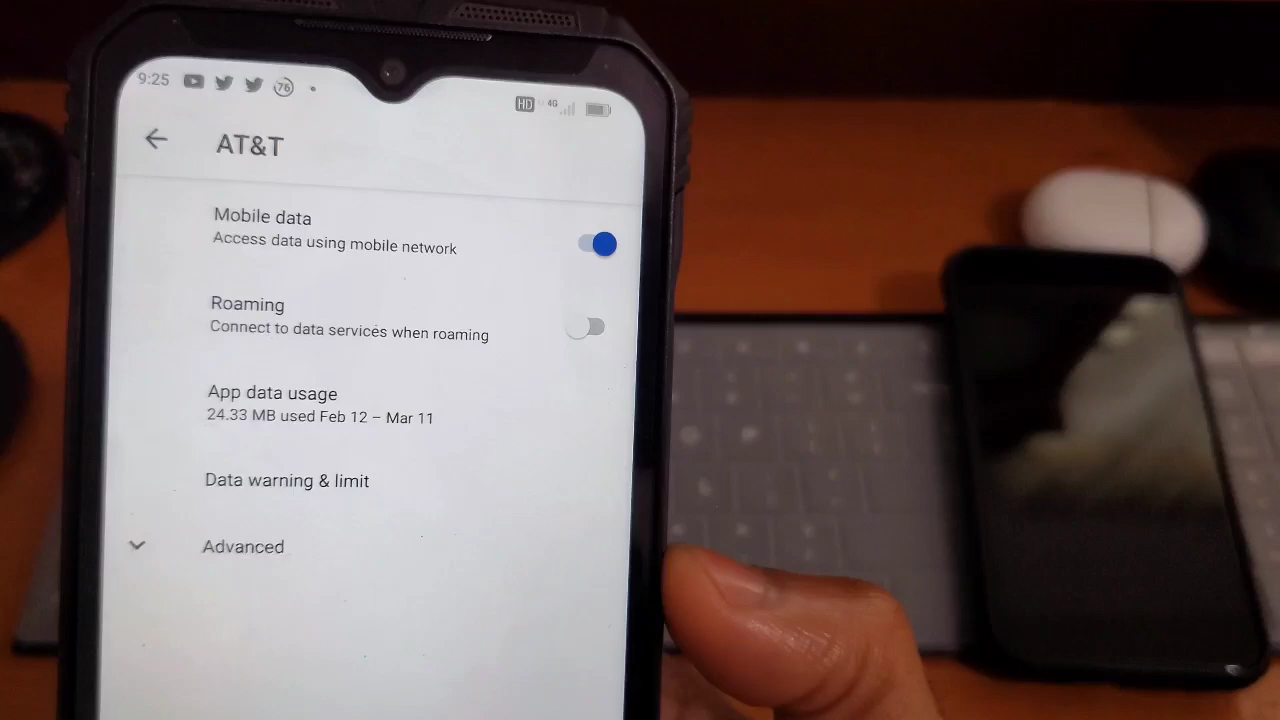 9:25
76
HD 4G
AT&T
Mobile data
Access data using mobile network
Roaming
Connect to data services when roaming
App data usage
24.33 MB used Feb 12 – Mar 11
Data warning & limit
Advanced